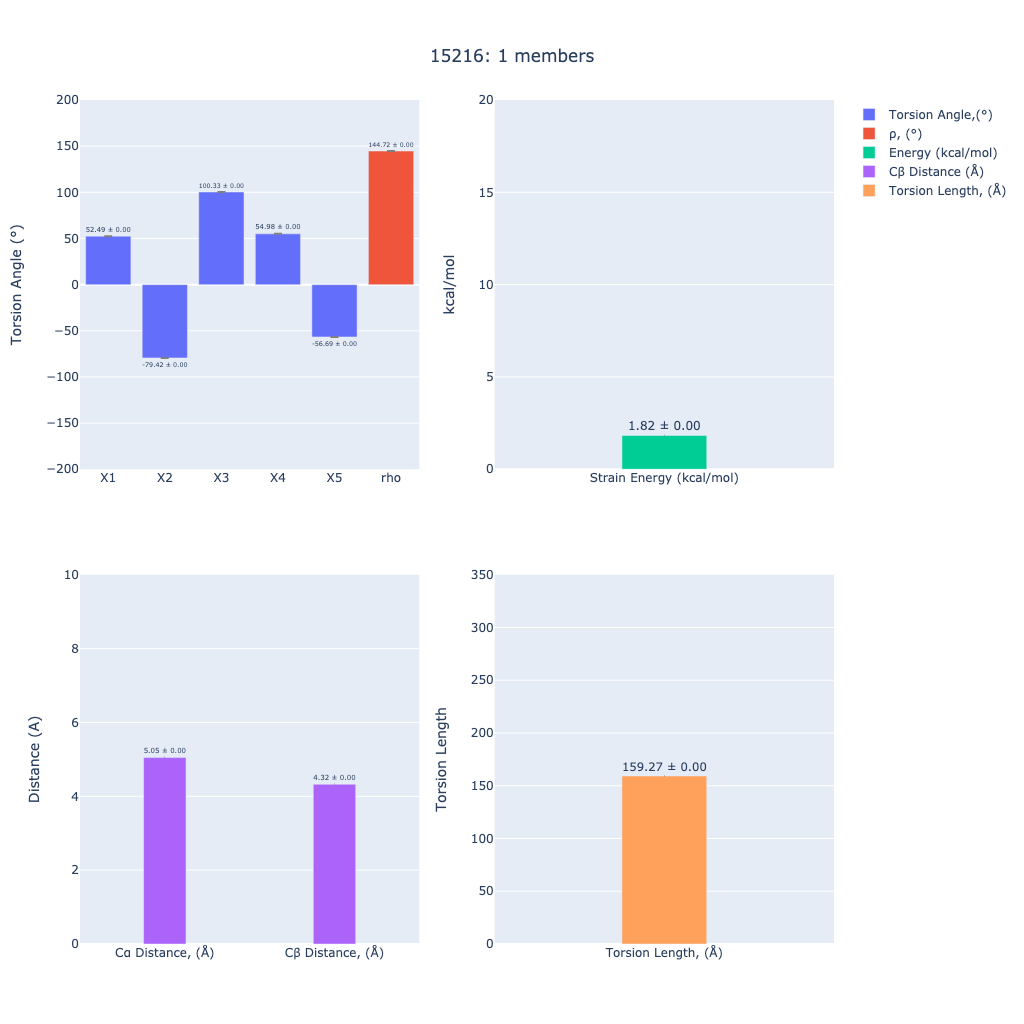 15216: 1 members
Torsion Angle (°)
200
150
100
50
0
−50
−100
−150
−200
52.49 ± 0.00
-79.42 ± 0.00
100.33 ± 0.00
54.98 ± 0.00
-56.69 ± 0.00
144.72 ± 0.00
X1
X2
X3
X4
X5
rho
kcal/mol
20
15
10
5
0
1.82 ± 0.00
Strain Energy (kcal/mol)
Torsion Angle,(°)
ρ, (°)
Energy (kcal/mol)
Cβ Distance (Å)
Torsion Length, (Å)
Distance (A)
10
8
6
4
2
0
5.05 ± 0.00
4.32 ± 0.00
Cα Distance, (Å)
Cβ Distance, (Å)
Torsion Length
350
300
250
200
150
100
50
0
159.27 ± 0.00
Torsion Length, (Å)